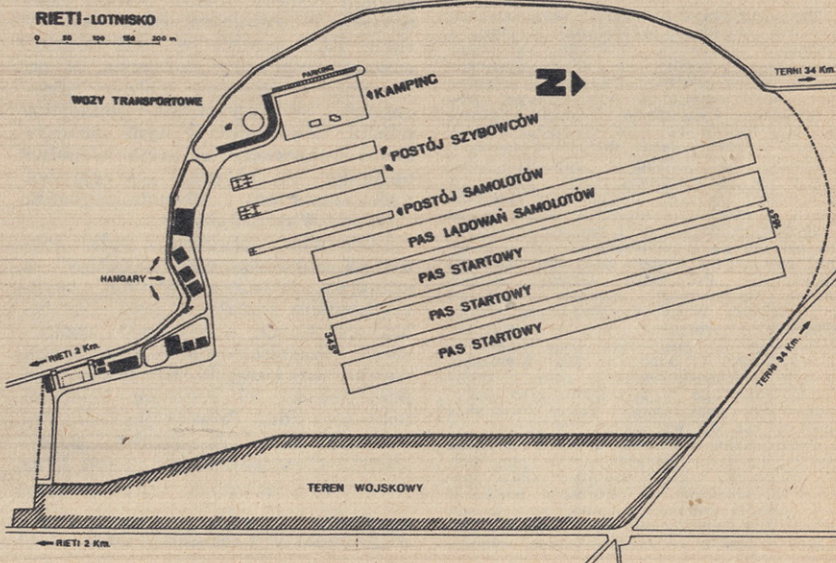 RIETI-LOTNISKO
0 50 100 150 200 m.
WOZY TRANSPORTOWE
PARKING
KAMPING
N
TERNI 34 Km.
POSTÓJ SZYBOWCÓW
POSTÓJ SAMOLOTÓW
PAS LĄDOWAŃ SAMOLOTÓW
PAS STARTOWY
PAS STARTOWY
PAS STARTOWY
HANGARY
345°
RIETI 2 Km.
TERNI 34 Km.
TEREN WOJSKOWY
RIETI 2 Km.